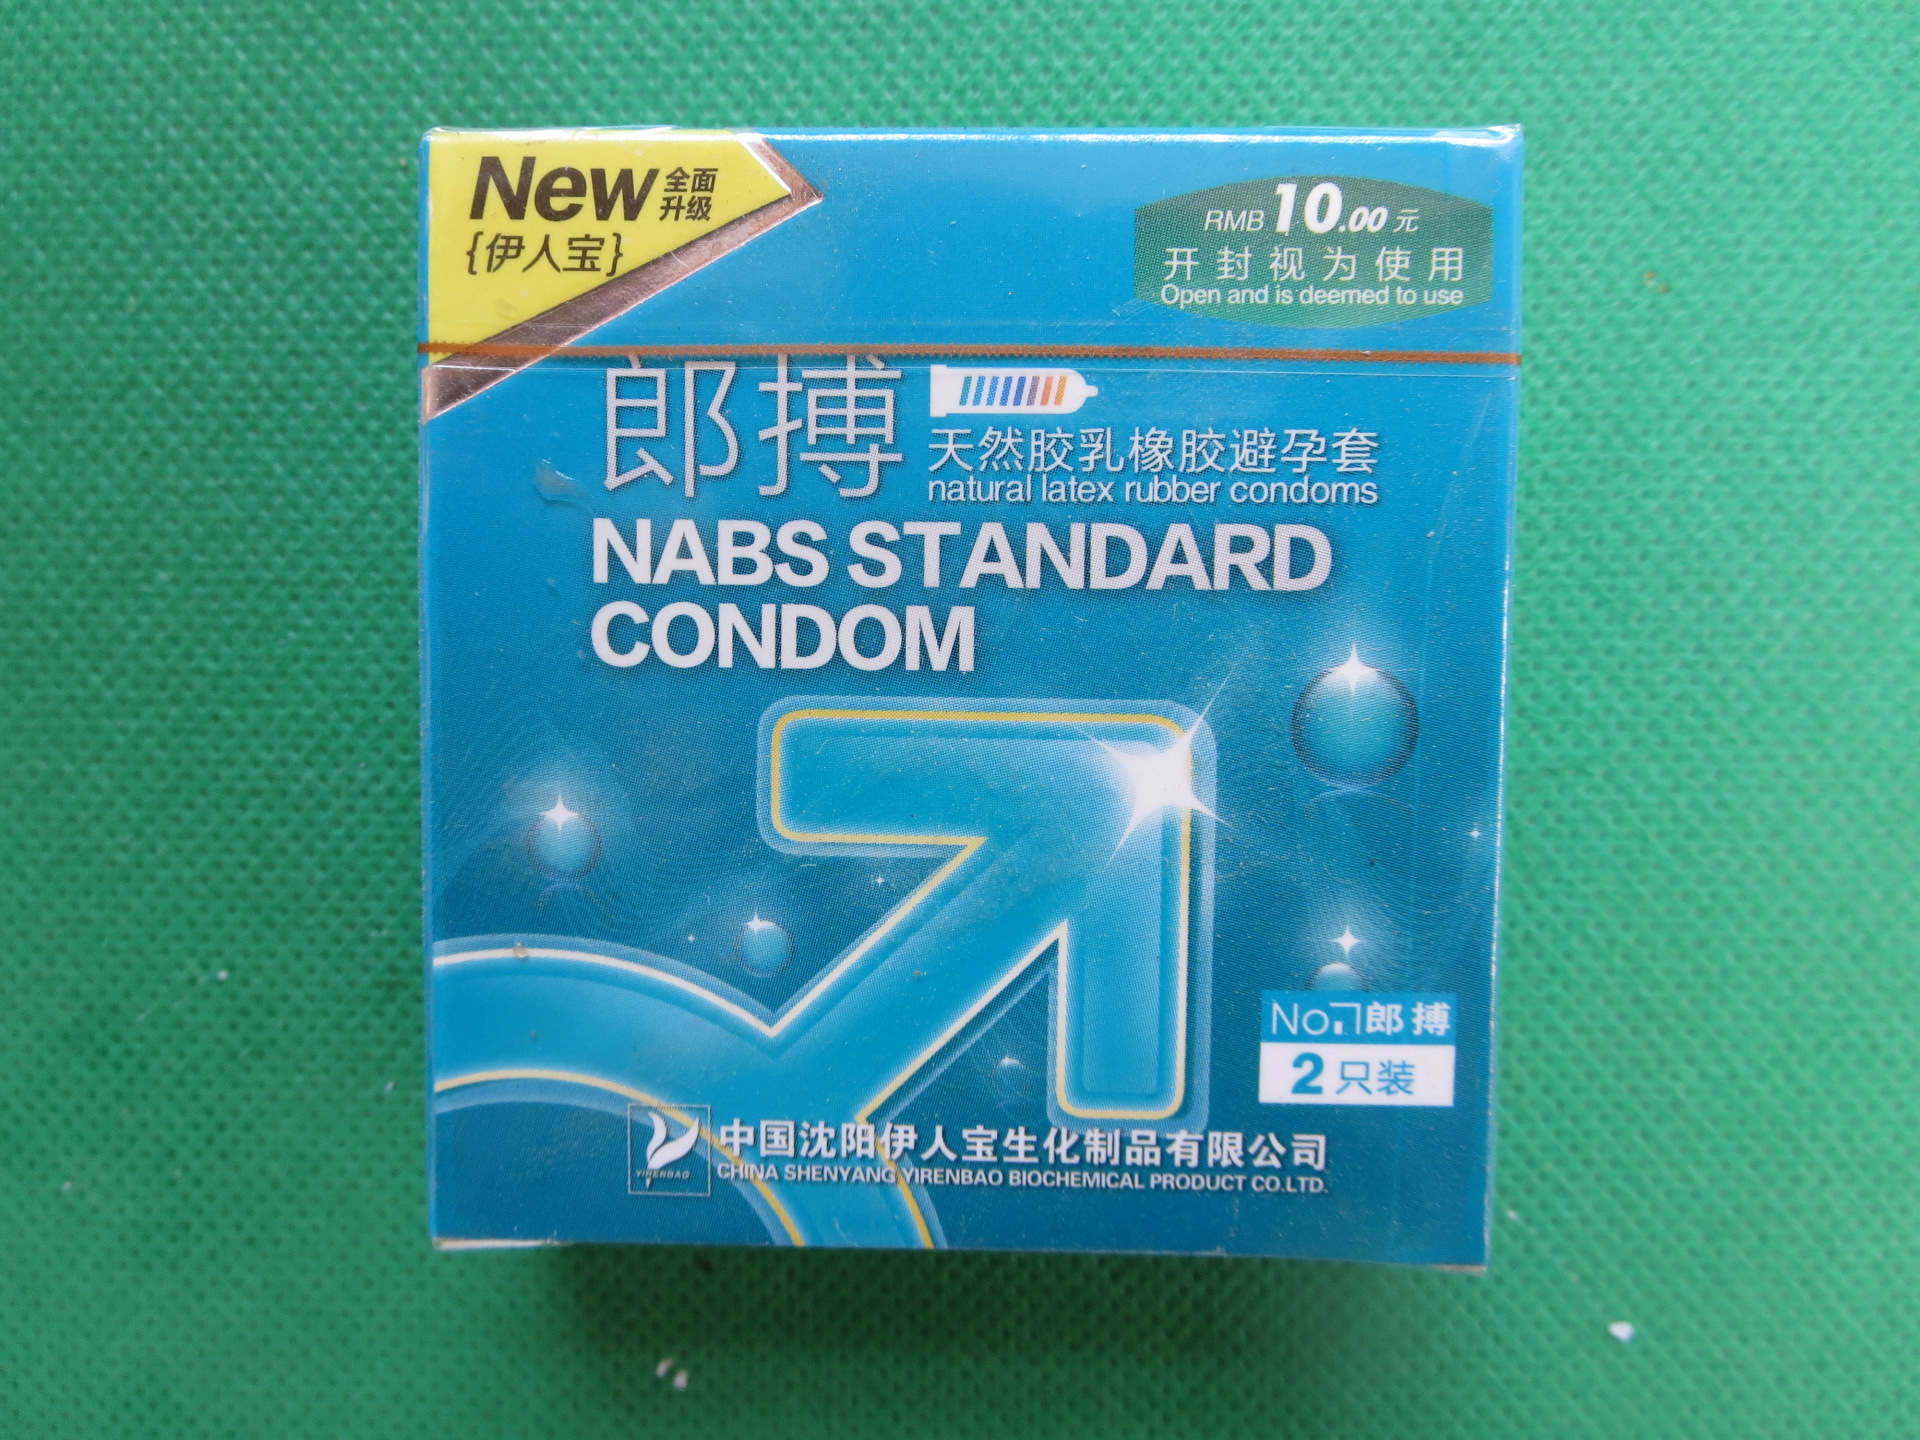 New 全面
升级
{伊人宝}
RMB 10.00 元
开封视为使用
Open and is deemed to use
郎搏
天然胶乳橡胶避孕套
natural latex rubber condoms
NABS STANDARD
CONDOM
郎搏
2只装
YIRENBAO
中国沈阳伊人宝生化制品有限公司
CHINA SHENYANG YIRENBAO BIOCHEMICAL PRODUCT CO.LTD.